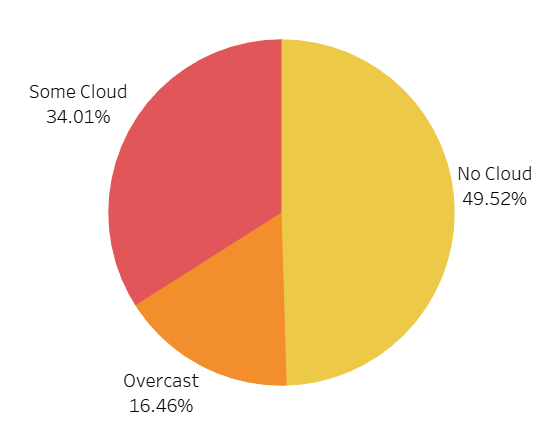 Some Cloud
34.01%
No Cloud
49.52%
Overcast
16.46%